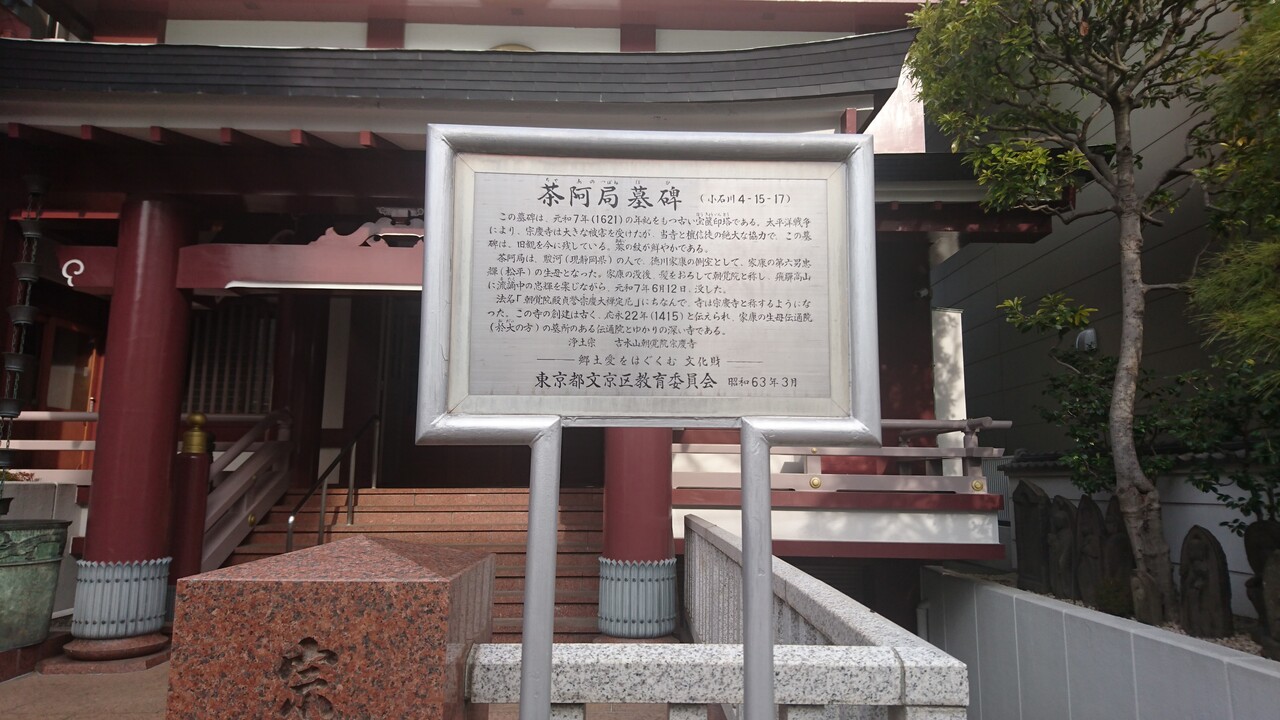 茶阿局墓碑 (小石川4-15-17)
この墓碑は、元和7年(1621)の年紀をもつ古い宝篋印塔である。太平洋戦争
により、宗慶寺は大きな被害を受けたが、当寺と檀信徒の絶大な協力で、この墓
碑は、旧観を今に残している。葵の紋が鮮やかである。
茶阿局は、駿河(現静岡県)の人で、徳川家康の側室として、家康の第六男忠
輝(松平)の生母となった。家康の没後、髪をおろして朝覚院と称し、飛騨高山
に流謫中の忠輝を案じながら、元和7年6月12日、没した。
法名「朝覚院殿貞誉宗慶大禅定尼」にちなんで、寺は宗慶寺と称するようにな
った。この寺の創建は古く、応永22年(1415)と伝えられ、家康の生母伝通院
(於大の方)の墓所のある伝通院とゆかりの深い寺である。
浄土宗 吉水山朝覚院宗慶寺
郷土愛をはぐくむ 文化財
東京都文京区教育委員会 昭和63年3月
宗